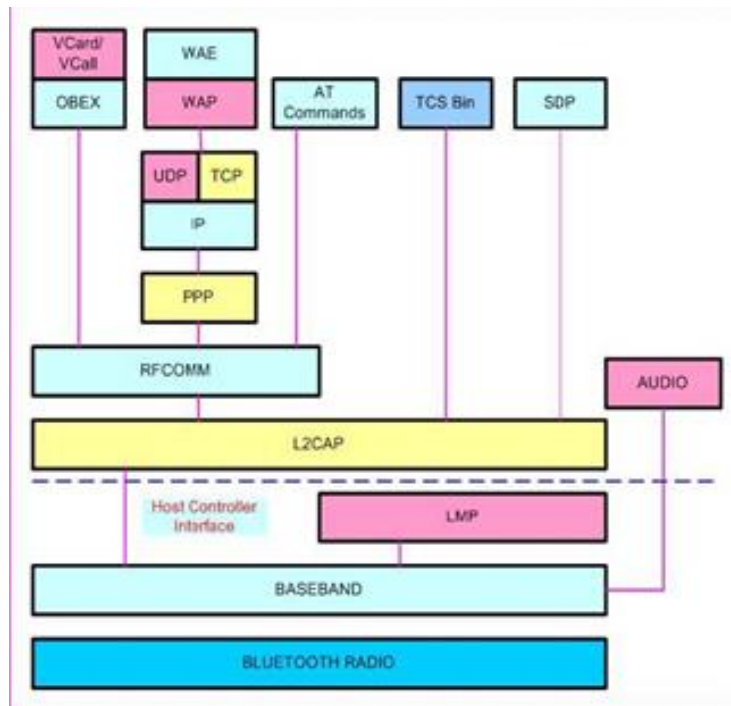 VCard/
VCall
OBEX
WAE
WAP
AT
Commands
TCS Bin
SDP
UDP
TCP
IP
PPP
RFCOMM
AUDIO
L2CAP
Host Controller
Interface
LMP
BASEBAND
BLUETOOTH RADIO